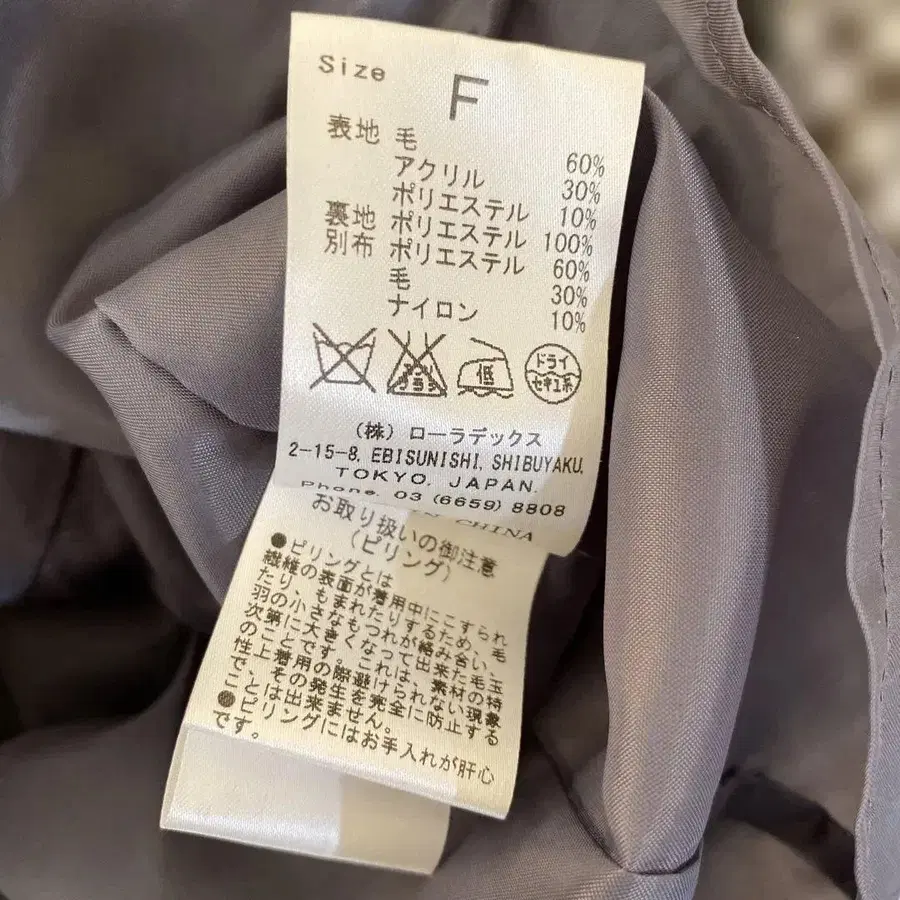 Size F
表地 毛 60%
アクリル 30%
ポリエステル 10%
裏地 ポリエステル 100%
別布 ポリエステル 60%
毛 30%
ナイロン 10%
低
ドライ
セキユ系
(株) ローラデックス
2-15-8, EBISUNISHI, SHIBUYAKU,
TOKYO, JAPAN.
Phone. 03 (6659) 8808
IN CHINA
お取り扱いの御注意
(ピリング)
●ピリングとは
繊維の表面が着用中にこすられ
たり、もまれたりするため、毛
羽の小さなもつれが絡み合い、
次第に大きくなって出来た毛玉
のことです。これは、素材の特
性上着用の際避けられない現象
で、その発生を完全に防止する
ことは出来ません。
●ピリングにはお手入れが肝心
です。